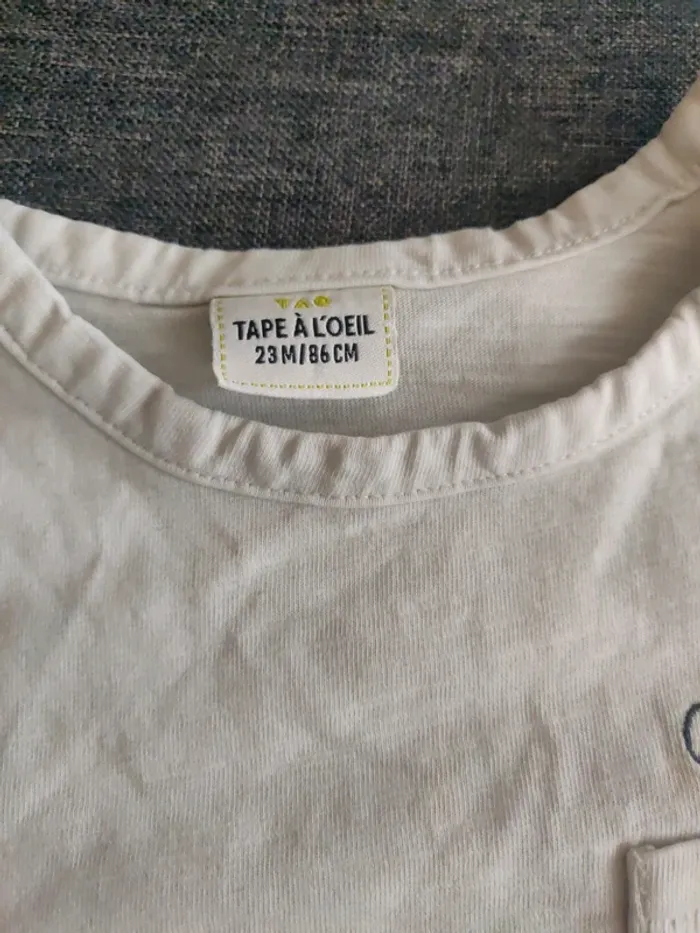 TAO
TAPE À L'OEIL
23M/86CM